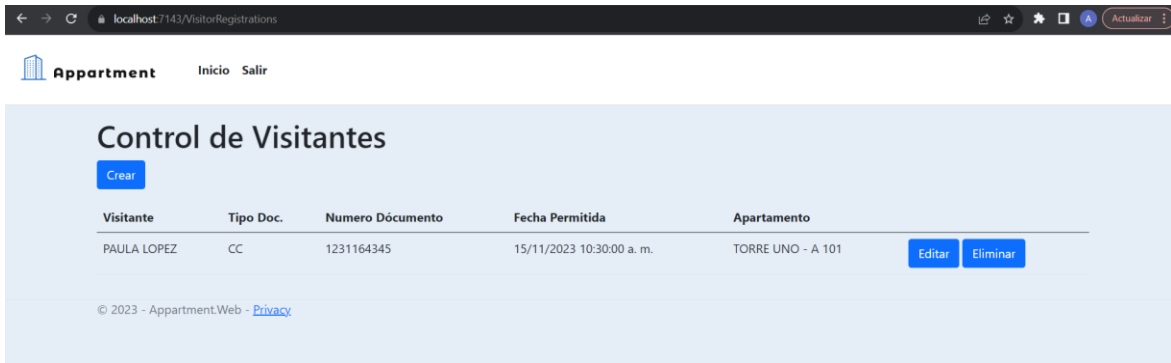 localhost:7143/VisitorRegistrations A Actualizar
Appartment Inicio Salir
Control de Visitantes
Crear
Visitante Tipo Doc. Numero Dócumento Fecha Permitida Apartamento
PAULA LOPEZ CC 1231164345 15/11/2023 10:30:00 a. m. TORRE UNO - A 101 Editar Eliminar
© 2023 - Appartment.Web - Privacy